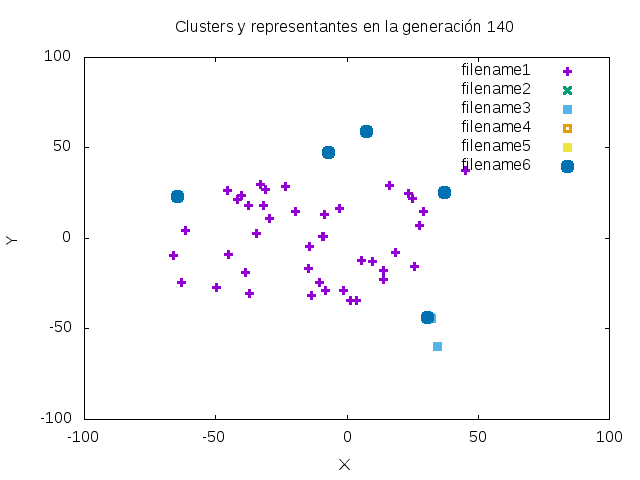 Clusters y representantes en la generación 140
100
50
0
-50
-100
-100
-50
0
50
100
Y
X
filename1
filename2
filename3
filename4
filename5
filename6